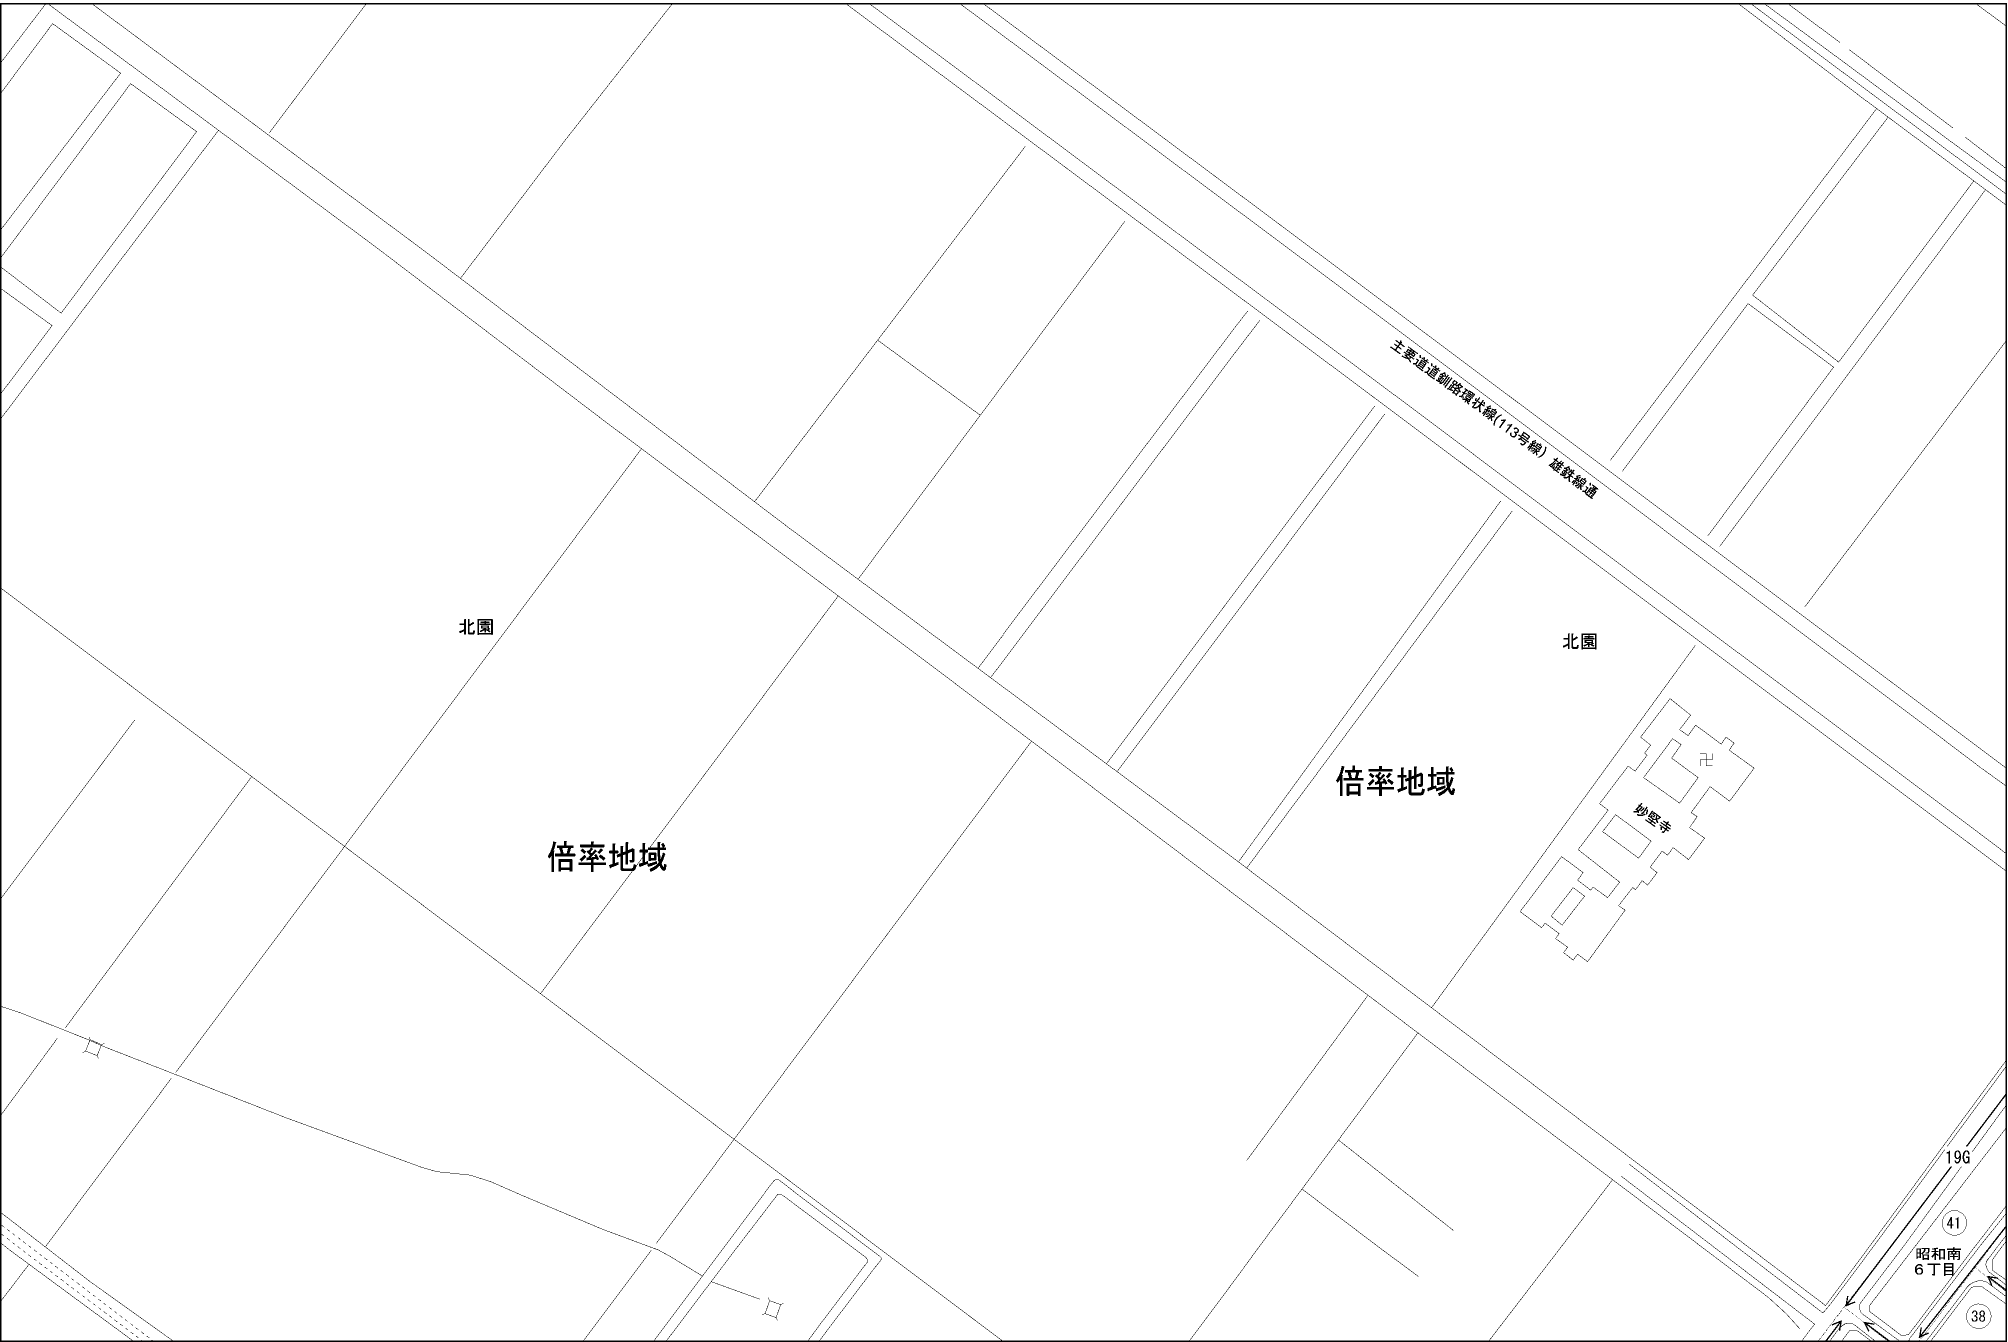 主要道道釧路環状線(113号線) 雄鉄線通
北園
北園
卍
倍率地域
妙堅寺
倍率地域
19G
41
昭和南
6丁目
38